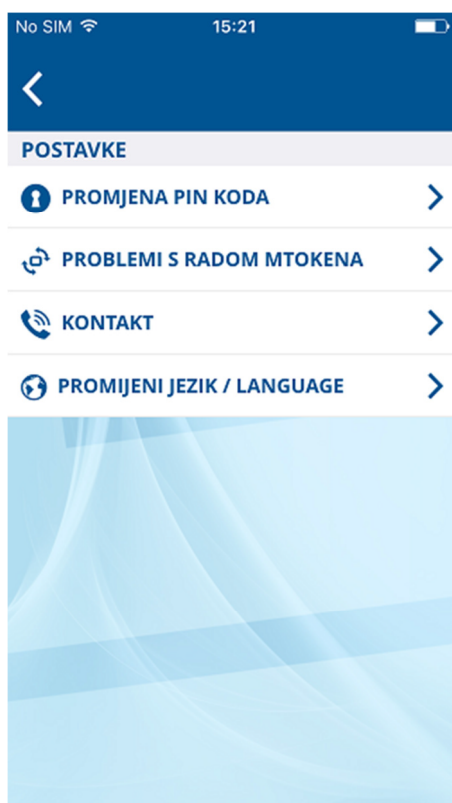 No SIM 15:21
POSTAVKE
PROMJENA PIN KODA
PROBLEMI S RADOM MTOKENA
KONTAKT
PROMIJENI JEZIK / LANGUAGE